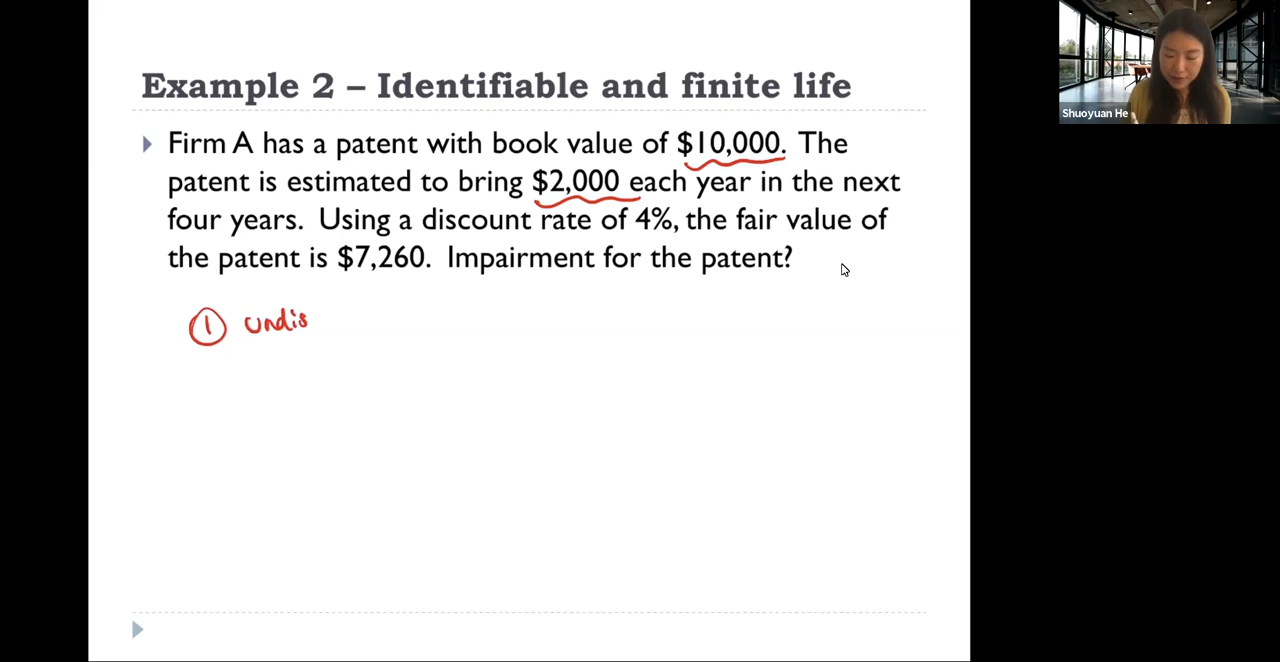 Example 2 – Identifiable and finite life
Firm A has a patent with book value of $10,000. The
patent is estimated to bring $2,000 each year in the next
four years. Using a discount rate of 4%, the fair value of
the patent is $7,260. Impairment for the patent?
1 undis
Shuoyuan He